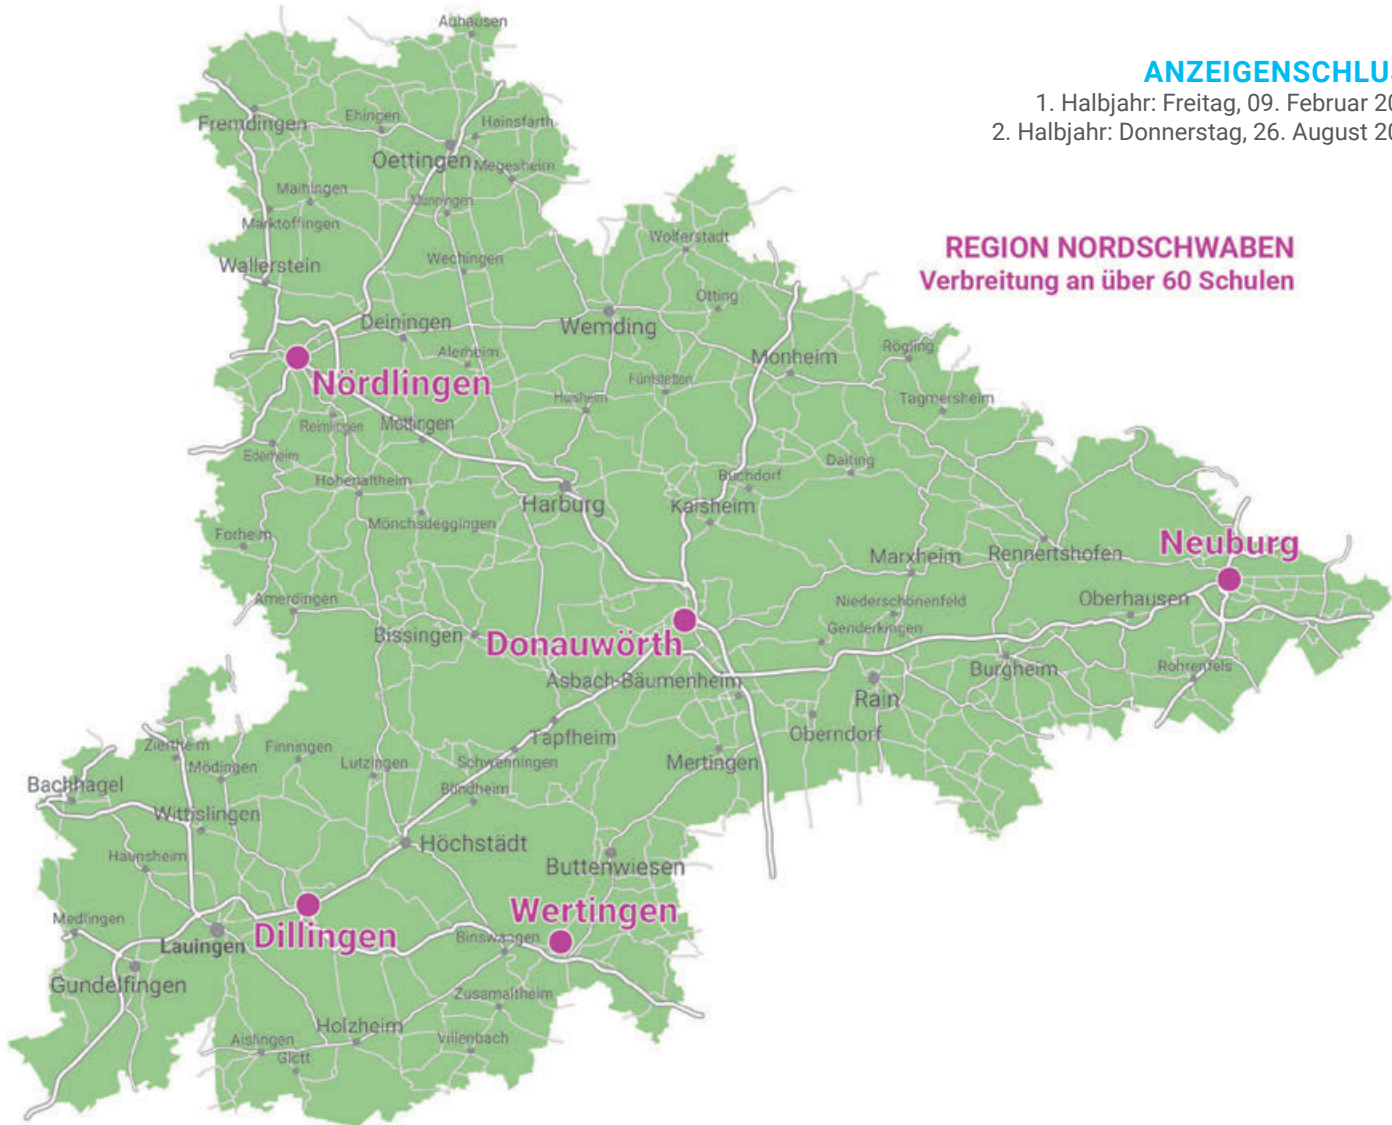 Auhausen
ANZEIGENSCHLUS
1. Halbjahr: Freitag, 09. Februar 20
2. Halbjahr: Donnerstag, 26. August 20
Fremdingen
Ehingen
Hainsfarth
Oettingen
Megesheim
Maihingen
Munningen
Marktoffingen
Wolferstadt
REGION NORDSCHWABEN
Verbreitung an über 60 Schulen
Wallerstein
Wechingen
Otting
Deiningen
Wemding
Alerheim
Monheim
Rögling
Nördlingen
Fünfstetten
Huisheim
Tagmersheim
Reimlingen
Möttingen
Ederheim
Hohenaltheim
Buchdorf
Daiting
Harburg
Kaisheim
Mönchsdeggingen
Forheim
Marxheim
Rennertshofen
Neuburg
Amerdingen
Niederschönenfeld
Oberhausen
Bissingen
Donauwörth
Genderkingen
Asbach-Bäumenheim
Burgheim
Rohrenfels
Rain
Oberndorf
Tapfheim
Ziertheim
Finningen
Mödingen
Lutzingen
Schwenningen
Mertingen
Bachhagel
Blindheim
Wittislingen
Höchstädt
Haunsheim
Buttenwiesen
Wertingen
Medlingen
Lauingen
Dillingen
Binswangen
Gundelfingen
Zusamaltheim
Holzheim
Aislingen
Villenbach
Glött